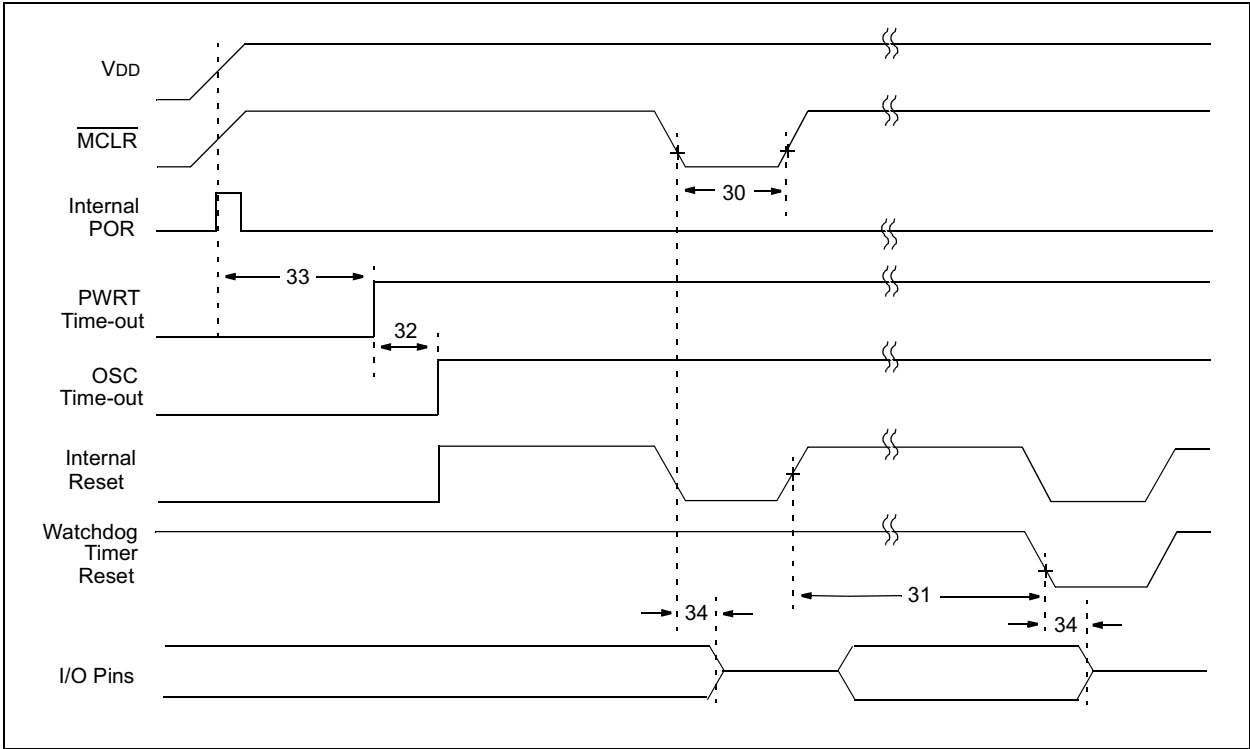 VDD
MCLR
30
Internal
POR
33
PWRT
Time-out
32
OSC
Time-out
Internal
Reset
Watchdog
Timer
Reset
31
34
34
I/O Pins